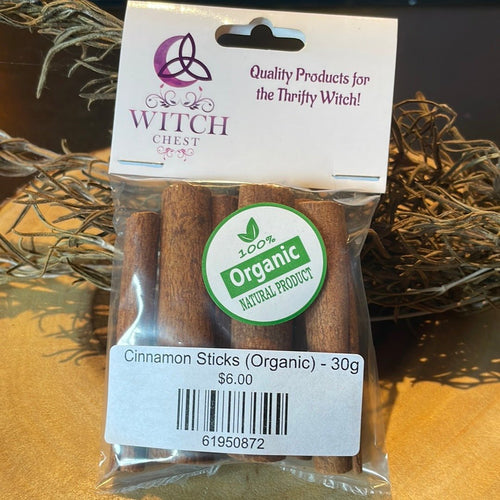 Quality Products for
the Thrifty Witch!
WITCH
CHEST
100%
Organic
NATURAL PRODUCT
Cinnamon Sticks (Organic) - 30g
$6.00
61950872